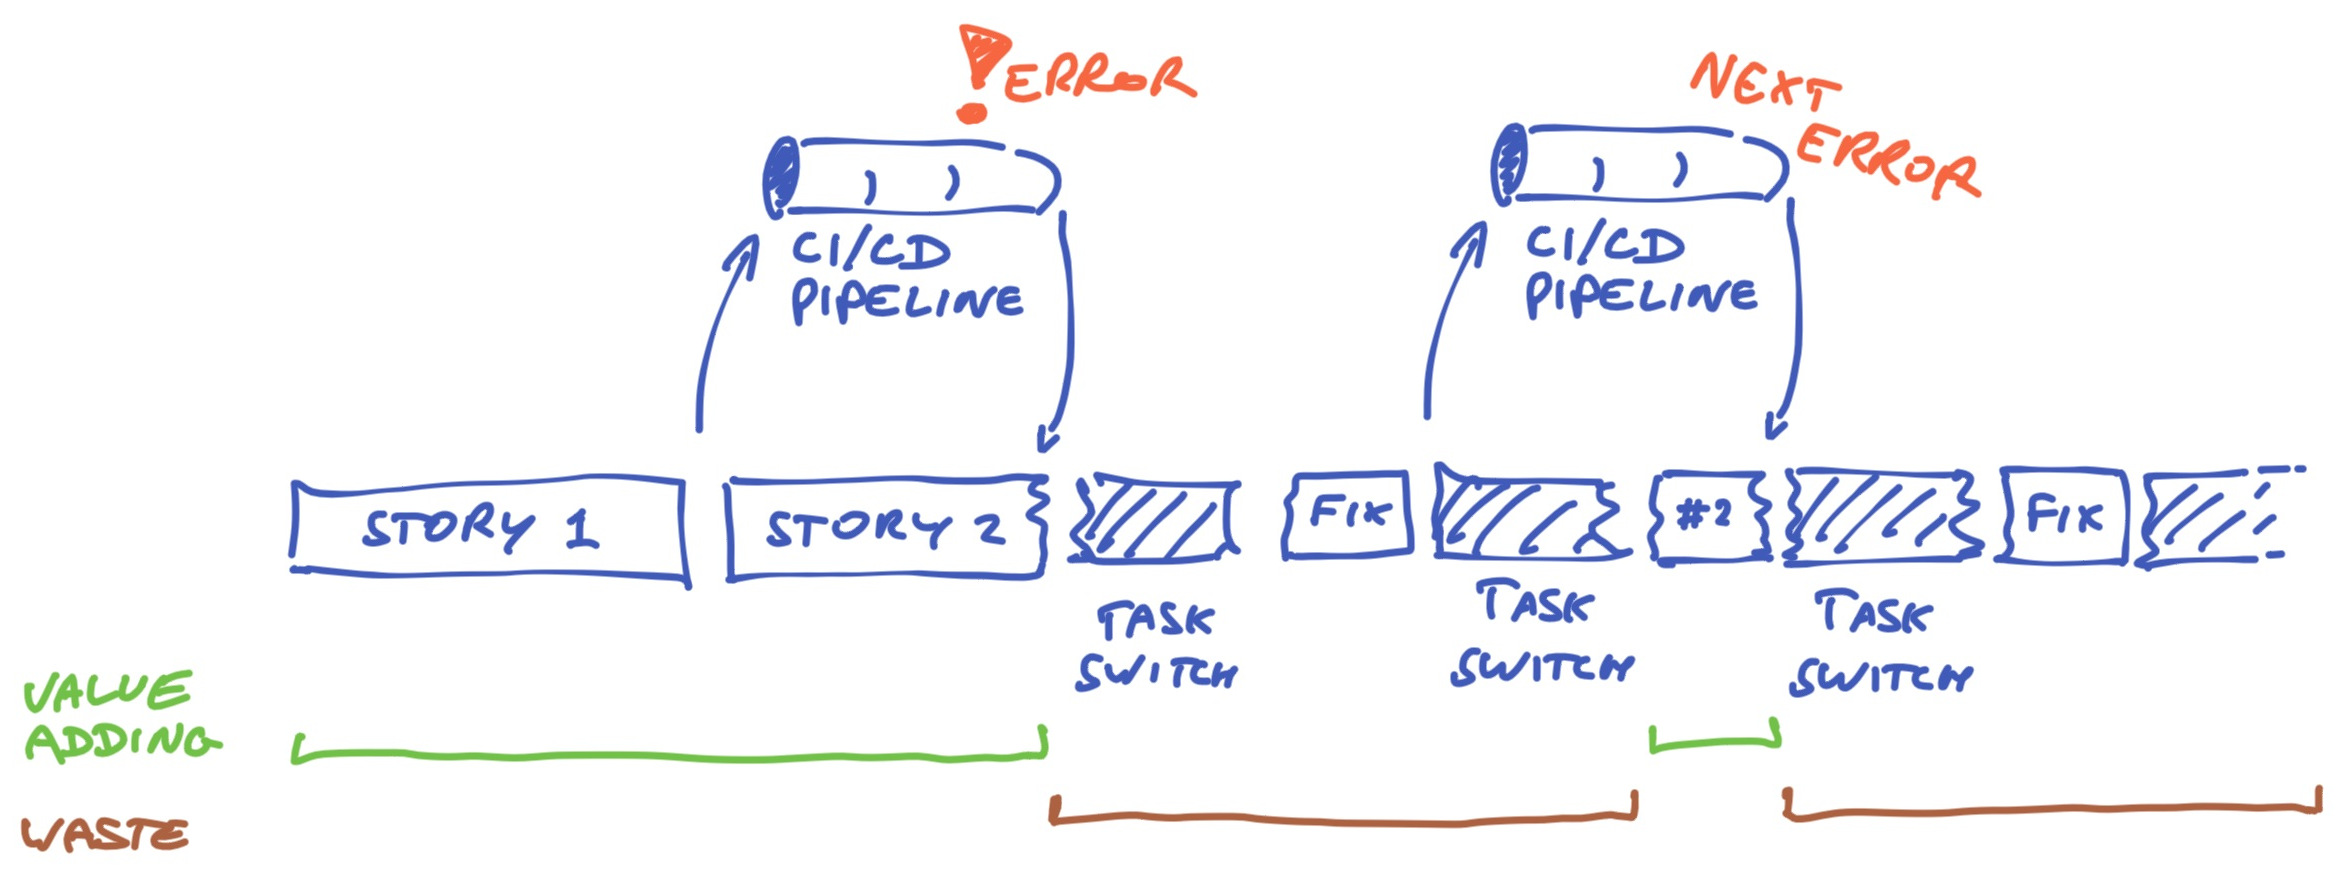 ERROR
NEXT
ERROR
CI/CD
PIPELINE
CI/CD
PIPELINE
STORY 1
STORY 2
FIX
#2
FIX
TASK
SWITCH
TASK
SWITCH
TASK
SWITCH
VALUE
ADDING
WASTE